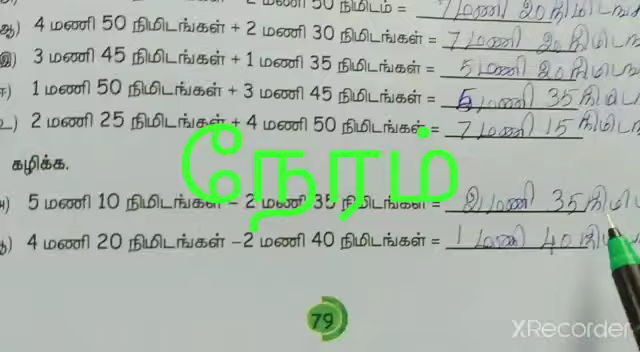 2 மணி 50 நிமிடம் = 7 மணி 20 நிமிடங்கள்
ஆ) 4 மணி 50 நிமிடங்கள் + 2 மணி 30 நிமிடங்கள் = 7 மணி 20 நிமிடங்
இ) 3 மணி 45 நிமிடங்கள் + 1 மணி 35 நிமிடங்கள் = 5 மணி 20 நிமிடங்
ஈ) 1 மணி 50 நிமிடங்கள் + 3 மணி 45 நிமிடங்கள் = 5 மணி 35 நிமிட
உ) 2 மணி 25 நிமிடங்கள் + 4 மணி 50 நிமிடங்கள் = 7 மணி 15 நிமிட
நேரம்
கழிக்க.
அ) 5 மணி 10 நிமிடங்கள் – 2 மணி 35 நிமிடங்கள் = 2 மணி 35 நிமி
ஆ) 4 மணி 20 நிமிடங்கள் –2 மணி 40 நிமிடங்கள் = 1 மணி 40 நி
79
XRecorder